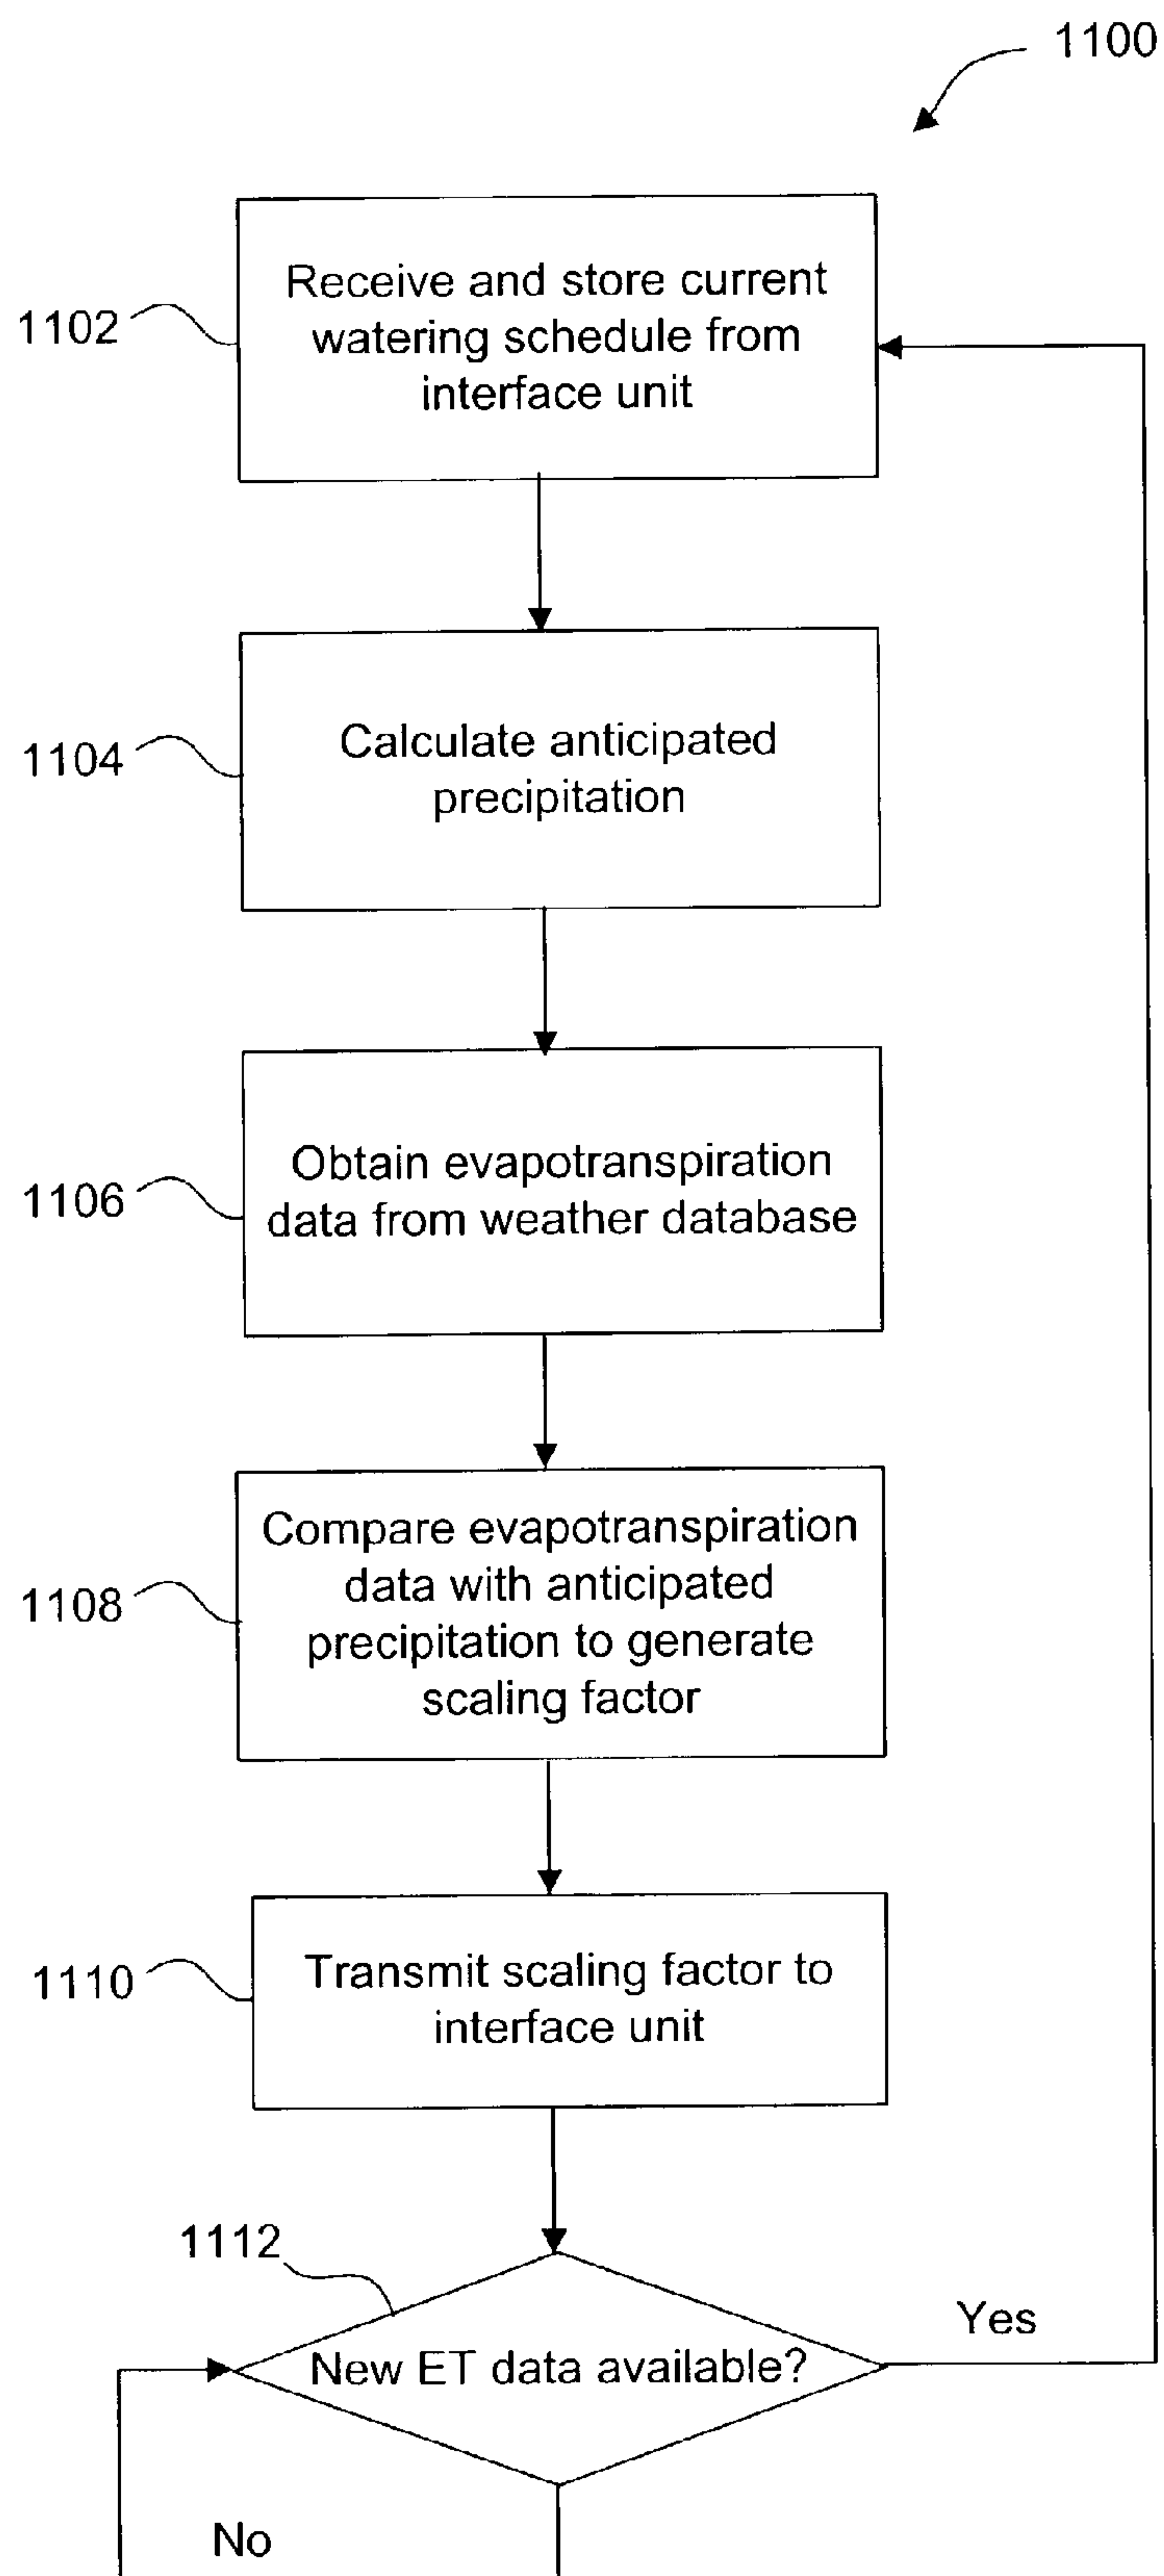 1100
1102
Receive and store current
watering schedule from
interface unit
1104
Calculate anticipated
precipitation
1106
Obtain evapotranspiration
data from weather database
1108
Compare evapotranspiration
data with anticipated
precipitation to generate
scaling factor
1110
Transmit scaling factor to
interface unit
1112
New ET data available?
Yes
No